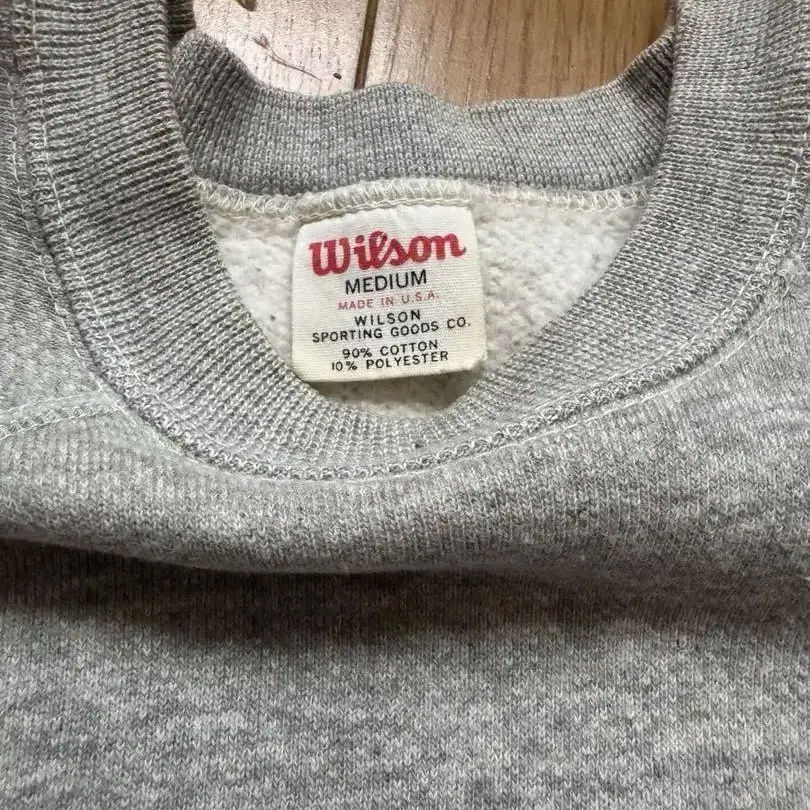 Wilson
MEDIUM
MADE IN U.S.A.
WILSON
SPORTING GOODS CO.
90% COTTON
10% POLYESTER